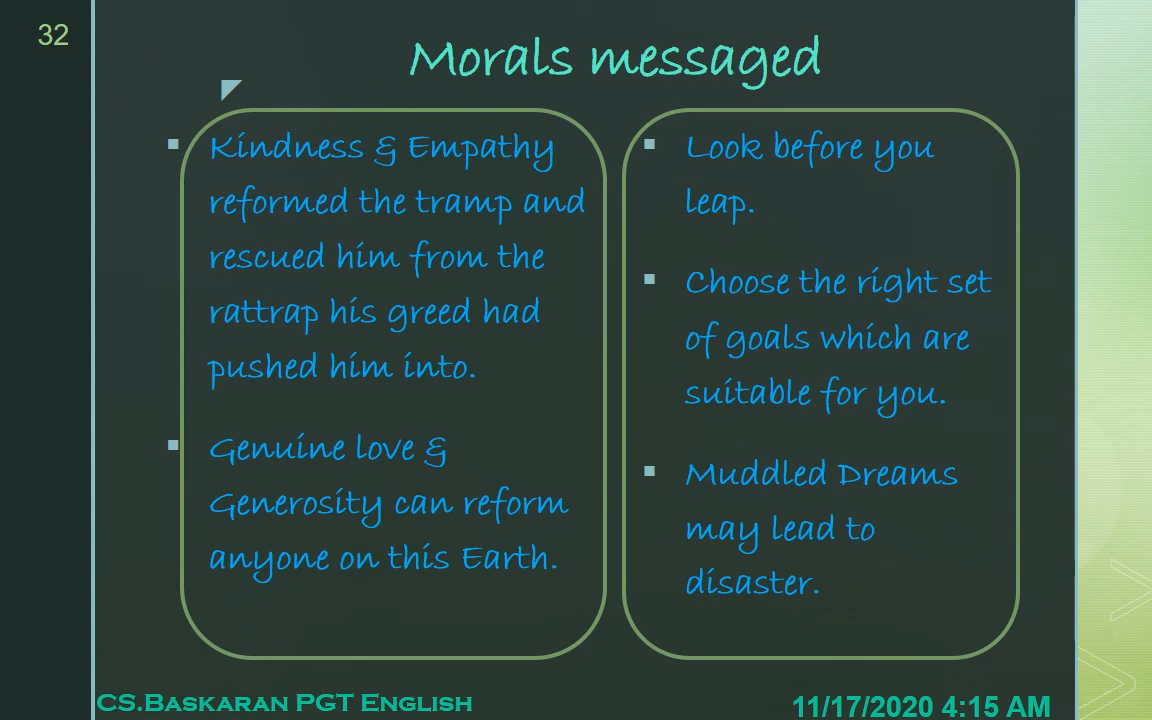 32
Morals messaged
▪ Kindness & Empathy
reformed the tramp and
rescued him from the
rattrap his greed had
pushed him into.
▪ Genuine love &
Generosity can reform
anyone on this Earth.
▪ Look before you
leap.
▪ Choose the right set
of goals which are
suitable for you.
▪ Muddled Dreams
may lead to
disaster.
CS.Baskaran PGT English
11/17/2020 4:15 AM